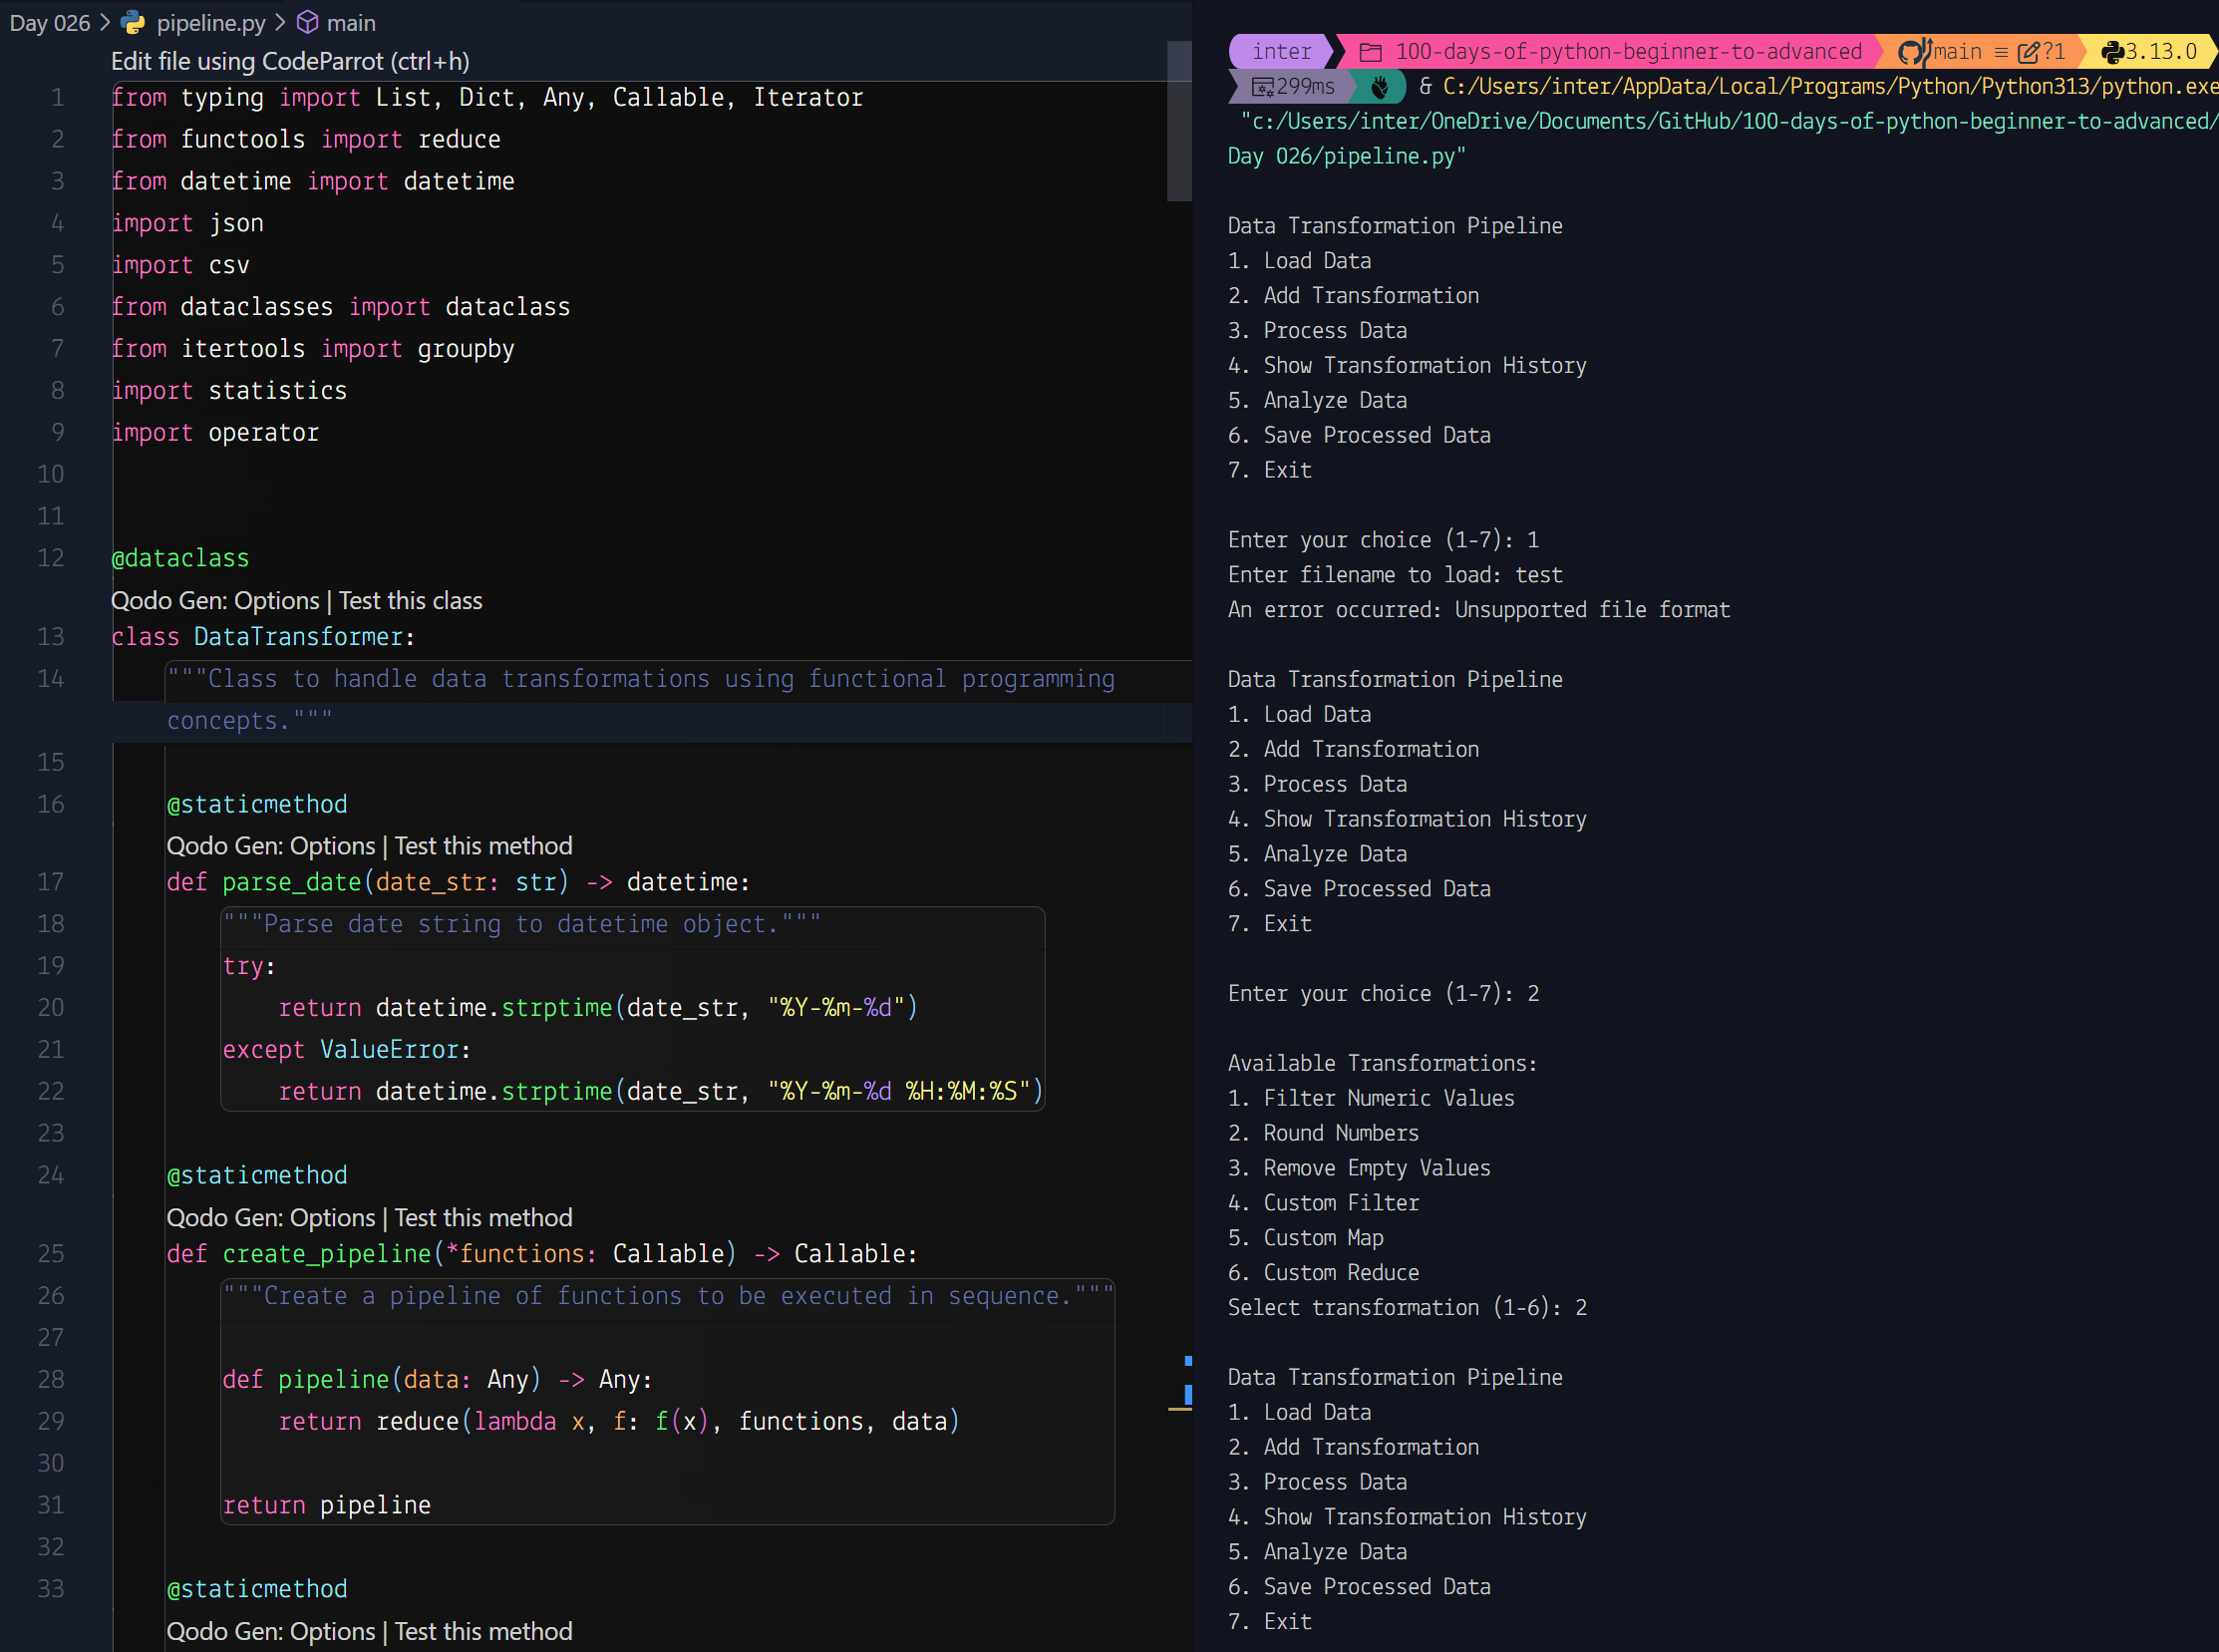 Day 026 > pipeline.py > main
Edit file using CodeParrot (ctrl+h)
1 from typing import List, Dict, Any, Callable, Iterator
2 from functools import reduce
3 from datetime import datetime
4 import json
5 import csv
6 from dataclasses import dataclass
7 from itertools import groupby
8 import statistics
9 import operator
10
11
12 @dataclass
Qodo Gen: Options | Test this class
13 class DataTransformer:
14 """Class to handle data transformations using functional programming
concepts."""
15
16 @staticmethod
Qodo Gen: Options | Test this method
17 def parse_date(date_str: str) -> datetime:
18 """Parse date string to datetime object."""
19 try:
20 return datetime.strptime(date_str, "%Y-%m-%d")
21 except ValueError:
22 return datetime.strptime(date_str, "%Y-%m-%d %H:%M:%S")
23
24 @staticmethod
Qodo Gen: Options | Test this method
25 def create_pipeline(*functions: Callable) -> Callable:
26 """Create a pipeline of functions to be executed in sequence."""
27
28 def pipeline(data: Any) -> Any:
29 return reduce(lambda x, f: f(x), functions, data)
30
31 return pipeline
32
33 @staticmethod
Qodo Gen: Options | Test this method
inter 100-days-of-python-beginner-to-advanced main ≡ ?1 3.13.0
299ms & C:/Users/inter/AppData/Local/Programs/Python/Python313/python.exe
"c:/Users/inter/OneDrive/Documents/GitHub/100-days-of-python-beginner-to-advanced/
Day 026/pipeline.py"
Data Transformation Pipeline
1. Load Data
2. Add Transformation
3. Process Data
4. Show Transformation History
5. Analyze Data
6. Save Processed Data
7. Exit
Enter your choice (1-7): 1
Enter filename to load: test
An error occurred: Unsupported file format
Data Transformation Pipeline
1. Load Data
2. Add Transformation
3. Process Data
4. Show Transformation History
5. Analyze Data
6. Save Processed Data
7. Exit
Enter your choice (1-7): 2
Available Transformations:
1. Filter Numeric Values
2. Round Numbers
3. Remove Empty Values
4. Custom Filter
5. Custom Map
6. Custom Reduce
Select transformation (1-6): 2
Data Transformation Pipeline
1. Load Data
2. Add Transformation
3. Process Data
4. Show Transformation History
5. Analyze Data
6. Save Processed Data
7. Exit